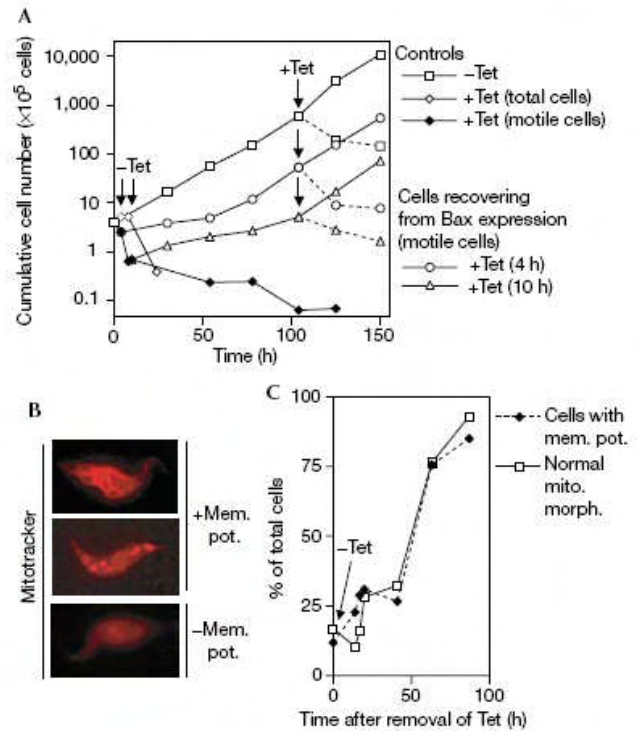 A
Cumulative cell number (×10⁵ cells)
10,000
1,000
100
10
1
0.1
–Tet
+Tet
0
50
100
150
Time (h)
Controls
–Tet
+Tet (total cells)
+Tet (motile cells)
Cells recovering
from Bax expression
(motile cells)
+Tet (4 h)
+Tet (10 h)
B
Mitotracker
+Mem.
pot.
–Mem.
pot.
C
% of total cells
100
75
50
25
0
–Tet
0
50
100
Time after removal of Tet (h)
Cells with
mem. pot.
Normal
mito.
morph.